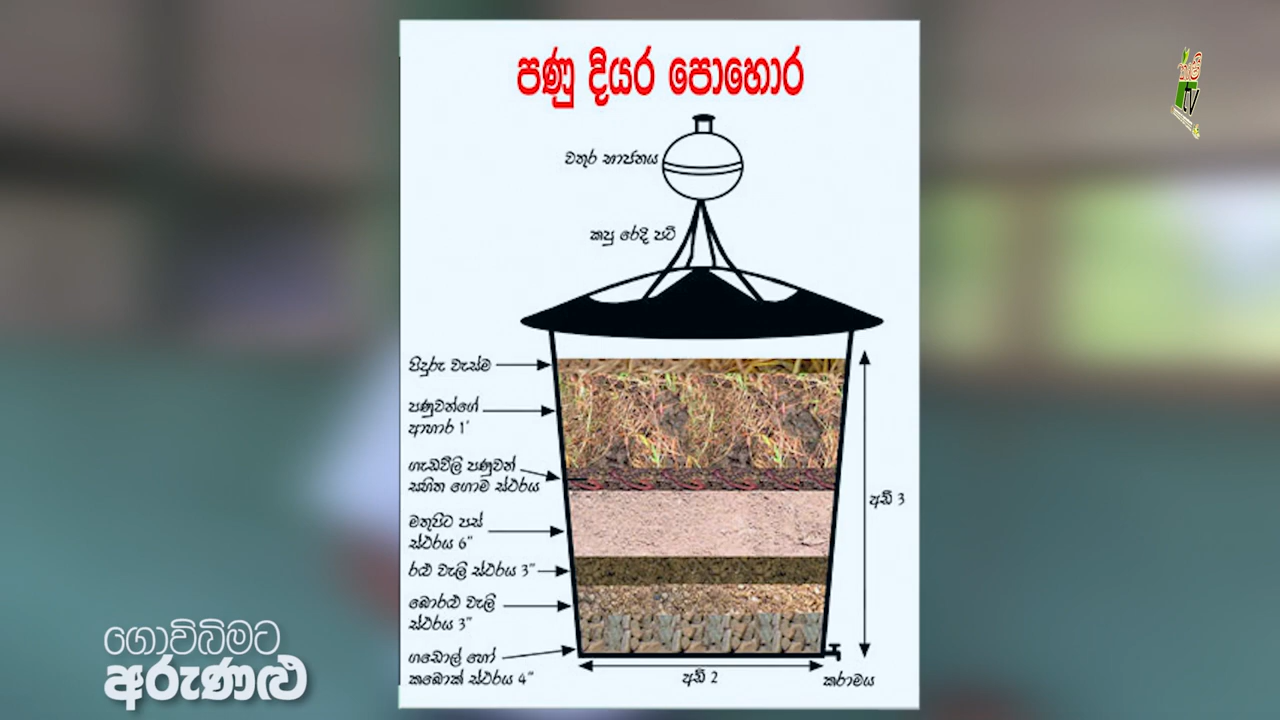 පණු දියර පොහොර
කෘෂි
tv
වතුර භාජනය
කපු රෙදි පටි
පිදුරු වැස්ම
පණුවන්ගේ
ආහාර 1'
ගැඩවිලි පණුවන්
සහිත ගොම ස්ථරය
අඩි 3
මතුපිට පස්
ස්ථරය 6"
රළු වැලි ස්ථරය 3"
බොරළු වැලි
ස්ථරය 3"
ගඩොල් හෝ
කබොක් ස්ථරය 4"
අඩි 2
කරාමය
ගොවිබිමට
අරුණළු